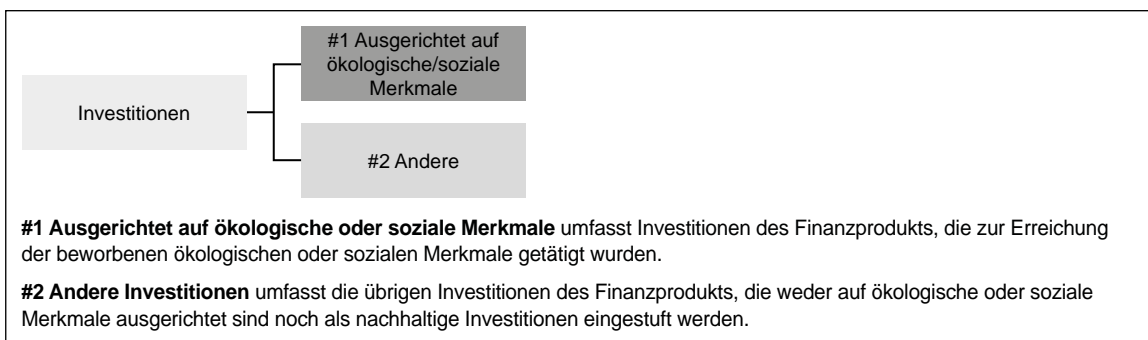 #1 Ausgerichtet auf
ökologische/soziale
Merkmale
Investitionen
#2 Andere
#1 Ausgerichtet auf ökologische oder soziale Merkmale umfasst Investitionen des Finanzprodukts, die zur Erreichung
der beworbenen ökologischen oder sozialen Merkmale getätigt wurden.
#2 Andere Investitionen umfasst die übrigen Investitionen des Finanzprodukts, die weder auf ökologische oder soziale
Merkmale ausgerichtet sind noch als nachhaltige Investitionen eingestuft werden.